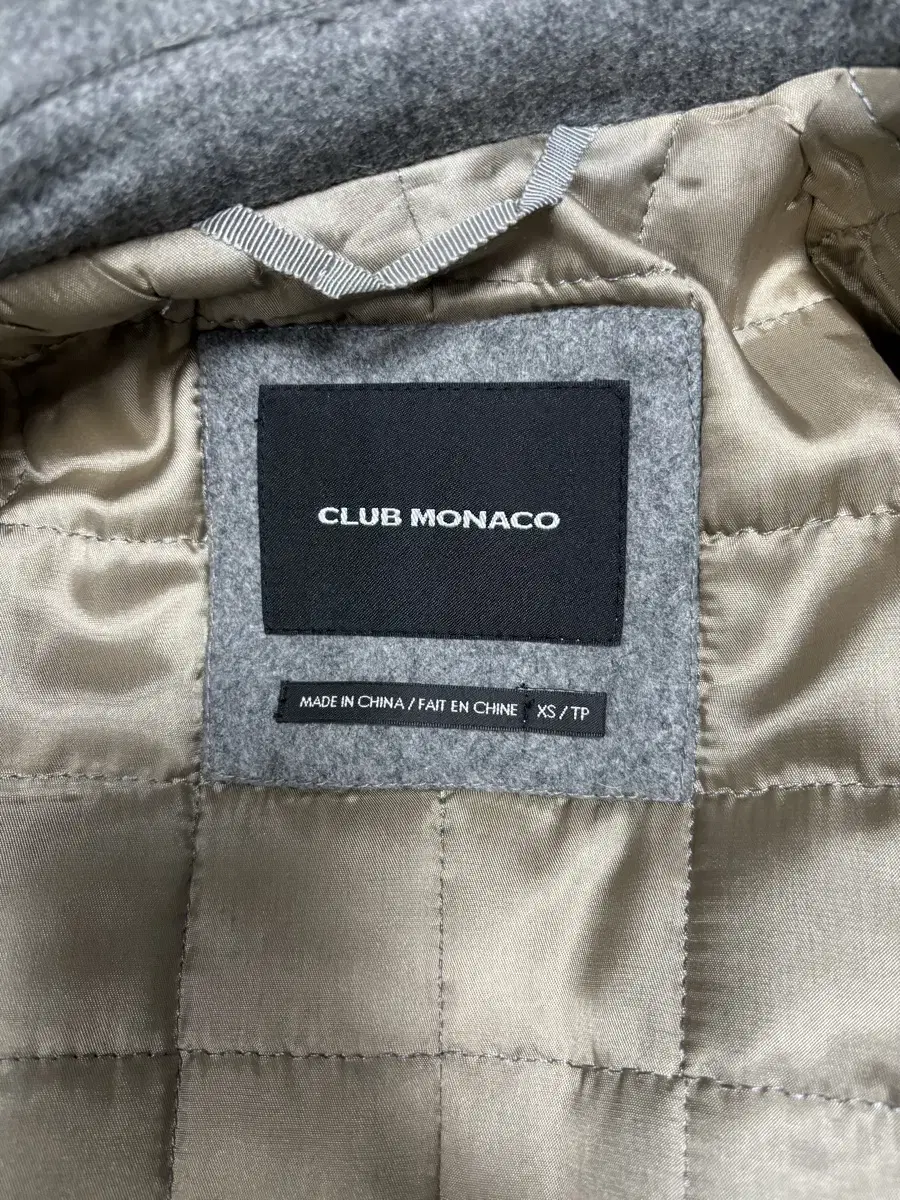 CLUB MONACO
MADE IN CHINA / FAIT EN CHINE XS / TP